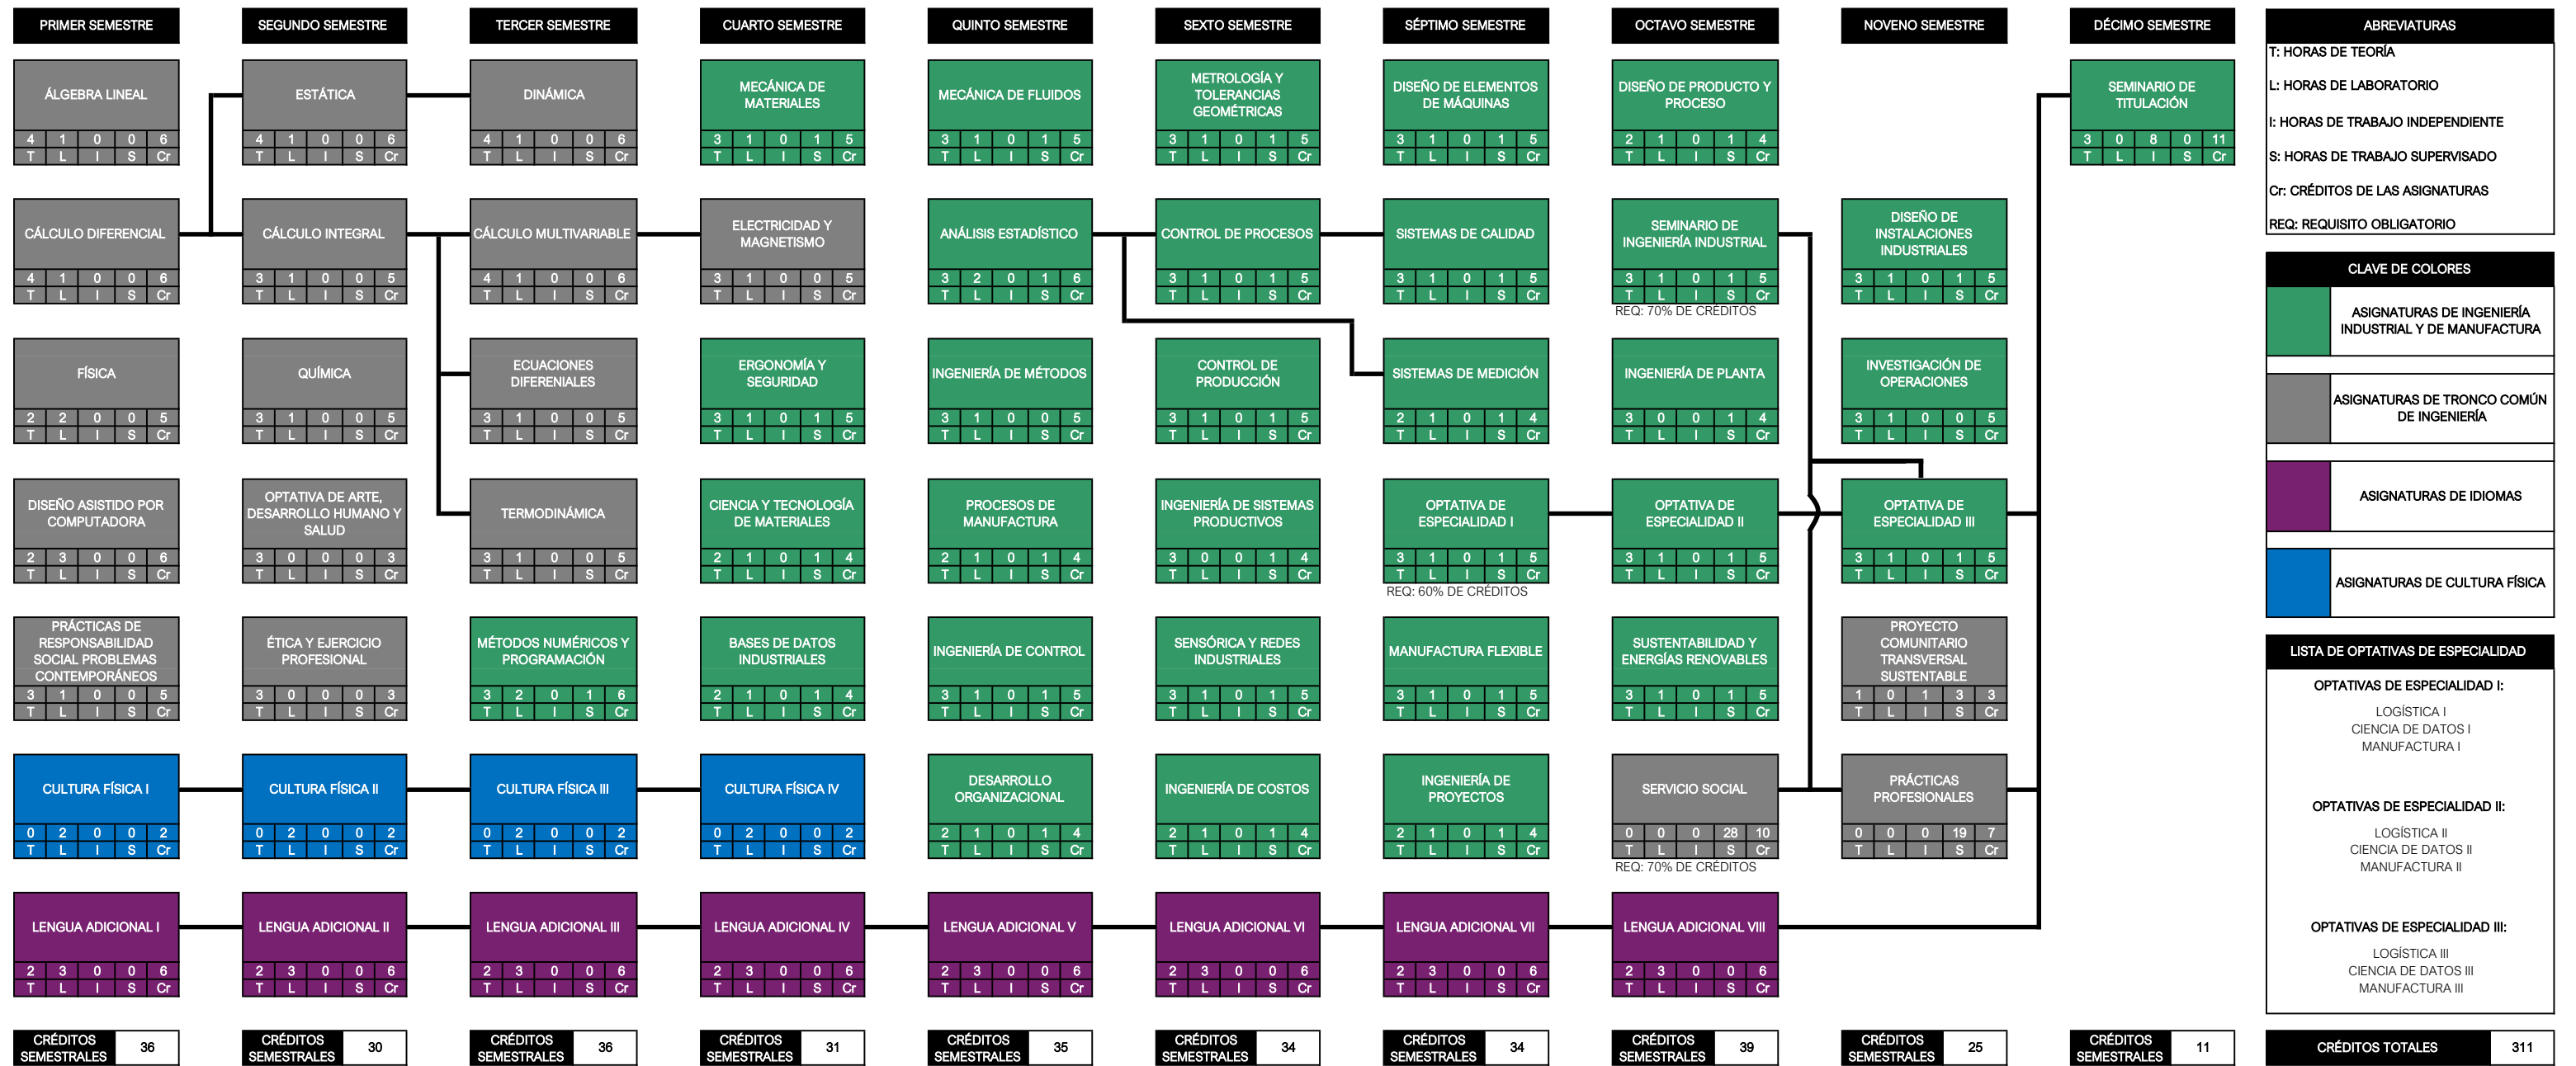 PRIMER SEMESTRE
ÁLGEBRA LINEAL
4 1 0 0 6
T L I S Cr
CÁLCULO DIFERENCIAL
4 1 0 0 6
T L I S Cr
FÍSICA
2 2 0 0 5
T L I S Cr
DISEÑO ASISTIDO POR
COMPUTADORA
2 3 0 0 6
T L I S Cr
PRÁCTICAS DE
RESPONSABILIDAD
SOCIAL PROBLEMAS
CONTEMPORÁNEOS
3 1 0 0 5
T L I S Cr
CULTURA FÍSICA I
0 2 0 0 2
T L I S Cr
LENGUA ADICIONAL I
2 3 0 0 6
T L I S Cr
CRÉDITOS
SEMESTRALES
36
SEGUNDO SEMESTRE
ESTÁTICA
4 1 0 0 6
T L I S Cr
CÁLCULO INTEGRAL
3 1 0 0 5
T L I S Cr
QUÍMICA
3 1 0 0 5
T L I S Cr
OPTATIVA DE ARTE,
DESARROLLO HUMANO Y
SALUD
3 0 0 0 3
T L I S Cr
ÉTICA Y EJERCICIO
PROFESIONAL
3 0 0 0 3
T L I S Cr
CULTURA FÍSICA II
0 2 0 0 2
T L I S Cr
LENGUA ADICIONAL II
2 3 0 0 6
T L I S Cr
CRÉDITOS
SEMESTRALES
30
TERCER SEMESTRE
DINÁMICA
4 1 0 0 6
T L I S Cr
CÁLCULO MULTIVARIABLE
4 1 0 0 6
T L I S Cr
ECUACIONES
DIFERENIALES
3 1 0 0 5
T L I S Cr
TERMODINÁMICA
3 1 0 0 5
T L I S Cr
MÉTODOS NUMÉRICOS Y
PROGRAMACIÓN
3 2 0 1 6
T L I S Cr
CULTURA FÍSICA III
0 2 0 0 2
T L I S Cr
LENGUA ADICIONAL III
2 3 0 0 6
T L I S Cr
CRÉDITOS
SEMESTRALES
36
CUARTO SEMESTRE
MECÁNICA DE
MATERIALES
3 1 0 1 5
T L I S Cr
ELECTRICIDAD Y
MAGNETISMO
3 1 0 0 5
T L I S Cr
ERGONOMÍA Y
SEGURIDAD
3 1 0 1 5
T L I S Cr
CIENCIA Y TECNOLOGÍA
DE MATERIALES
2 1 0 1 4
T L I S Cr
BASES DE DATOS
INDUSTRIALES
2 1 0 1 4
T L I S Cr
CULTURA FÍSICA IV
0 2 0 0 2
T L I S Cr
LENGUA ADICIONAL IV
2 3 0 0 6
T L I S Cr
CRÉDITOS
SEMESTRALES
31
QUINTO SEMESTRE
MECÁNICA DE FLUIDOS
3 1 0 1 5
T L I S Cr
ANÁLISIS ESTADÍSTICO
3 2 0 1 6
T L I S Cr
INGENIERÍA DE MÉTODOS
3 1 0 0 5
T L I S Cr
PROCESOS DE
MANUFACTURA
2 1 0 1 4
T L I S Cr
INGENIERÍA DE CONTROL
3 1 0 1 5
T L I S Cr
DESARROLLO
ORGANIZACIONAL
2 1 0 1 4
T L I S Cr
LENGUA ADICIONAL V
2 3 0 0 6
T L I S Cr
CRÉDITOS
SEMESTRALES
35
SEXTO SEMESTRE
METROLOGÍA Y
TOLERANCIAS
GEOMÉTRICAS
3 1 0 1 5
T L I S Cr
CONTROL DE PROCESOS
3 1 0 1 5
T L I S Cr
CONTROL DE
PRODUCCIÓN
3 1 0 1 5
T L I S Cr
INGENIERÍA DE SISTEMAS
PRODUCTIVOS
3 0 0 1 4
T L I S Cr
SENSÓRICA Y REDES
INDUSTRIALES
3 1 0 1 5
T L I S Cr
INGENIERÍA DE COSTOS
2 1 0 1 4
T L I S Cr
LENGUA ADICIONAL VI
2 3 0 0 6
T L I S Cr
CRÉDITOS
SEMESTRALES
34
SÉPTIMO SEMESTRE
DISEÑO DE ELEMENTOS
DE MÁQUINAS
3 1 0 1 5
T L I S Cr
SISTEMAS DE CALIDAD
3 1 0 1 5
T L I S Cr
SISTEMAS DE MEDICIÓN
2 1 0 1 4
T L I S Cr
OPTATIVA DE
ESPECIALIDAD I
3 1 0 1 5
T L I S Cr
REQ: 60% DE CRÉDITOS
MANUFACTURA FLEXIBLE
3 1 0 1 5
T L I S Cr
INGENIERÍA DE
PROYECTOS
2 1 0 1 4
T L I S Cr
LENGUA ADICIONAL VII
2 3 0 0 6
T L I S Cr
CRÉDITOS
SEMESTRALES
34
OCTAVO SEMESTRE
DISEÑO DE PRODUCTO Y
PROCESO
2 1 0 1 4
T L I S Cr
SEMINARIO DE
INGENIERÍA INDUSTRIAL
3 1 0 1 5
T L I S Cr
REQ: 70% DE CRÉDITOS
INGENIERÍA DE PLANTA
3 0 0 1 4
T L I S Cr
OPTATIVA DE
ESPECIALIDAD II
3 1 0 1 5
T L I S Cr
SUSTENTABILIDAD Y
ENERGÍAS RENOVABLES
3 1 0 1 5
T L I S Cr
SERVICIO SOCIAL
0 0 0 28 10
T L I S Cr
REQ: 70% DE CRÉDITOS
LENGUA ADICIONAL VIII
2 3 0 0 6
T L I S Cr
CRÉDITOS
SEMESTRALES
39
NOVENO SEMESTRE
DISEÑO DE
INSTALACIONES
INDUSTRIALES
3 1 0 1 5
T L I S Cr
INVESTIGACIÓN DE
OPERACIONES
3 1 0 0 5
T L I S Cr
OPTATIVA DE
ESPECIALIDAD III
3 1 0 1 5
T L I S Cr
PROYECTO
COMUNITARIO
TRANSVERSAL
SUSTENTABLE
1 0 1 3 3
T L I S Cr
PRÁCTICAS
PROFESIONALES
0 0 0 19 7
T L I S Cr
CRÉDITOS
SEMESTRALES
25
DÉCIMO SEMESTRE
SEMINARIO DE
TITULACIÓN
3 0 8 0 11
T L I S Cr
CRÉDITOS
SEMESTRALES
11
ABREVIATURAS
T: HORAS DE TEORÍA
L: HORAS DE LABORATORIO
I: HORAS DE TRABAJO INDEPENDIENTE
S: HORAS DE TRABAJO SUPERVISADO
Cr: CRÉDITOS DE LAS ASIGNATURAS
REQ: REQUISITO OBLIGATORIO
CLAVE DE COLORES
ASIGNATURAS DE INGENIERÍA
INDUSTRIAL Y DE MANUFACTURA
ASIGNATURAS DE TRONCO COMÚN
DE INGENIERÍA
ASIGNATURAS DE IDIOMAS
ASIGNATURAS DE CULTURA FÍSICA
LISTA DE OPTATIVAS DE ESPECIALIDAD
OPTATIVAS DE ESPECIALIDAD I:
LOGÍSTICA I
CIENCIA DE DATOS I
MANUFACTURA I
OPTATIVAS DE ESPECIALIDAD II:
LOGÍSTICA II
CIENCIA DE DATOS II
MANUFACTURA II
OPTATIVAS DE ESPECIALIDAD III:
LOGÍSTICA III
CIENCIA DE DATOS III
MANUFACTURA III
CRÉDITOS TOTALES
311